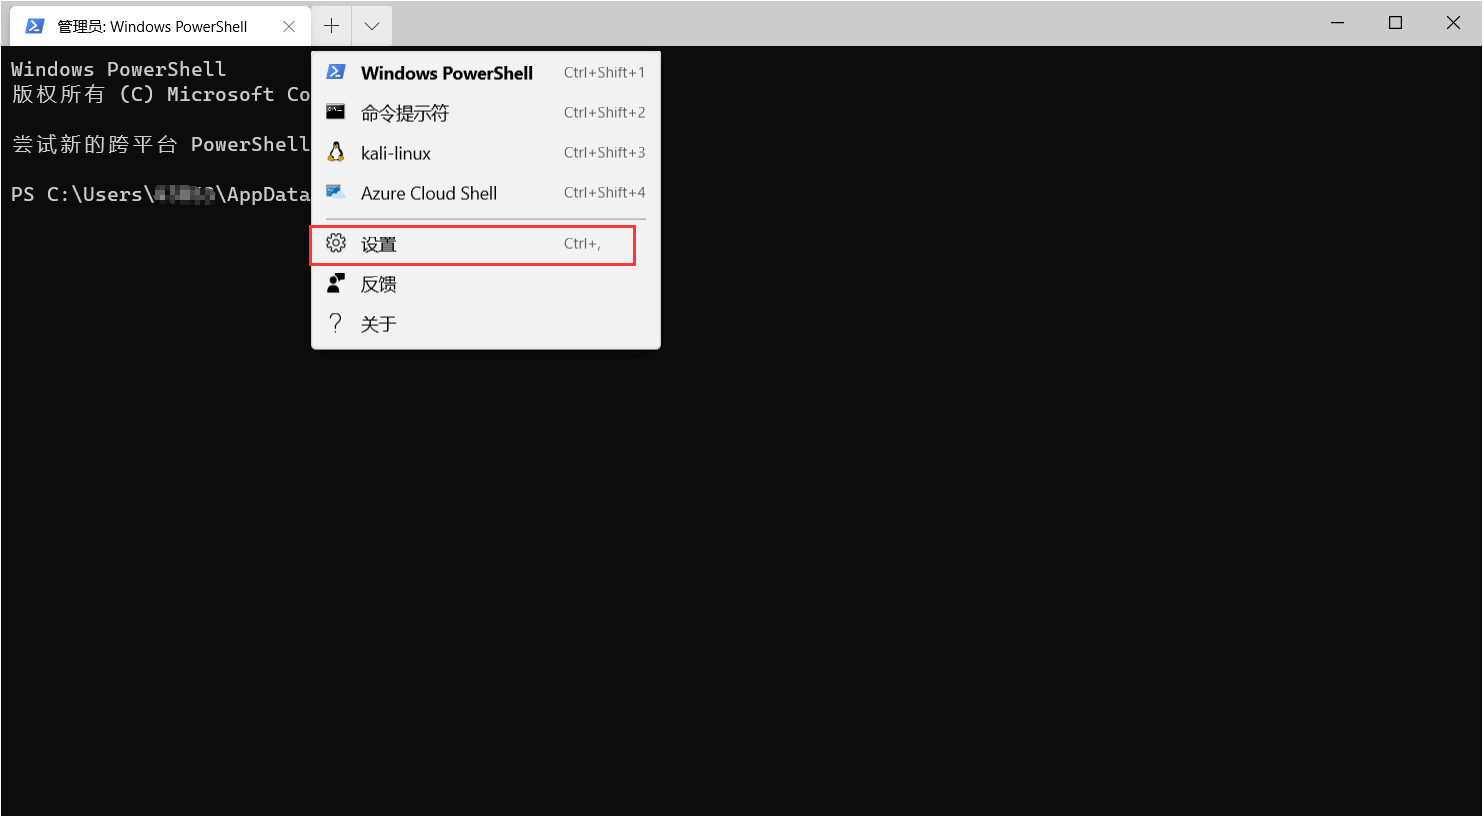 管理员: Windows PowerShell
Windows PowerShell
版权所有 (C) Microsoft Co
尝试新的跨平台 PowerShell
PS C:\Users\ \AppData
Windows PowerShell Ctrl+Shift+1
命令提示符 Ctrl+Shift+2
kali-linux Ctrl+Shift+3
Azure Cloud Shell Ctrl+Shift+4
设置 Ctrl+,
反馈
关于